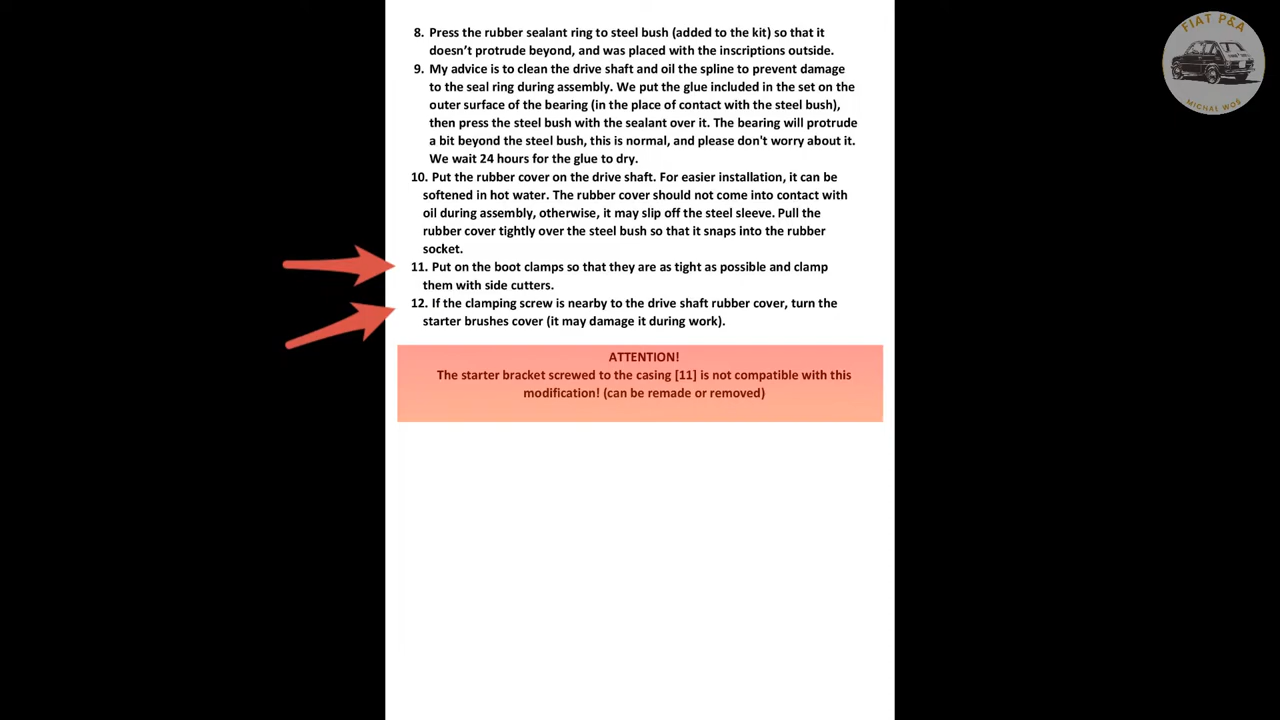 FIAT P&A
MICHAŁ WOŚ
8. Press the rubber sealant ring to steel bush (added to the kit) so that it
doesn’t protrude beyond, and was placed with the inscriptions outside.
9. My advice is to clean the drive shaft and oil the spline to prevent damage
to the seal ring during assembly. We put the glue included in the set on the
outer surface of the bearing (in the place of contact with the steel bush),
then press the steel bush with the sealant over it. The bearing will protrude
a bit beyond the steel bush, this is normal, and please don't worry about it.
We wait 24 hours for the glue to dry.
10. Put the rubber cover on the drive shaft. For easier installation, it can be
softened in hot water. The rubber cover should not come into contact with
oil during assembly, otherwise, it may slip off the steel sleeve. Pull the
rubber cover tightly over the steel bush so that it snaps into the rubber
socket.
11. Put on the boot clamps so that they are as tight as possible and clamp
them with side cutters.
12. If the clamping screw is nearby to the drive shaft rubber cover, turn the
starter brushes cover (it may damage it during work).
ATTENTION!
The starter bracket screwed to the casing [11] is not compatible with this
modification! (can be remade or removed)